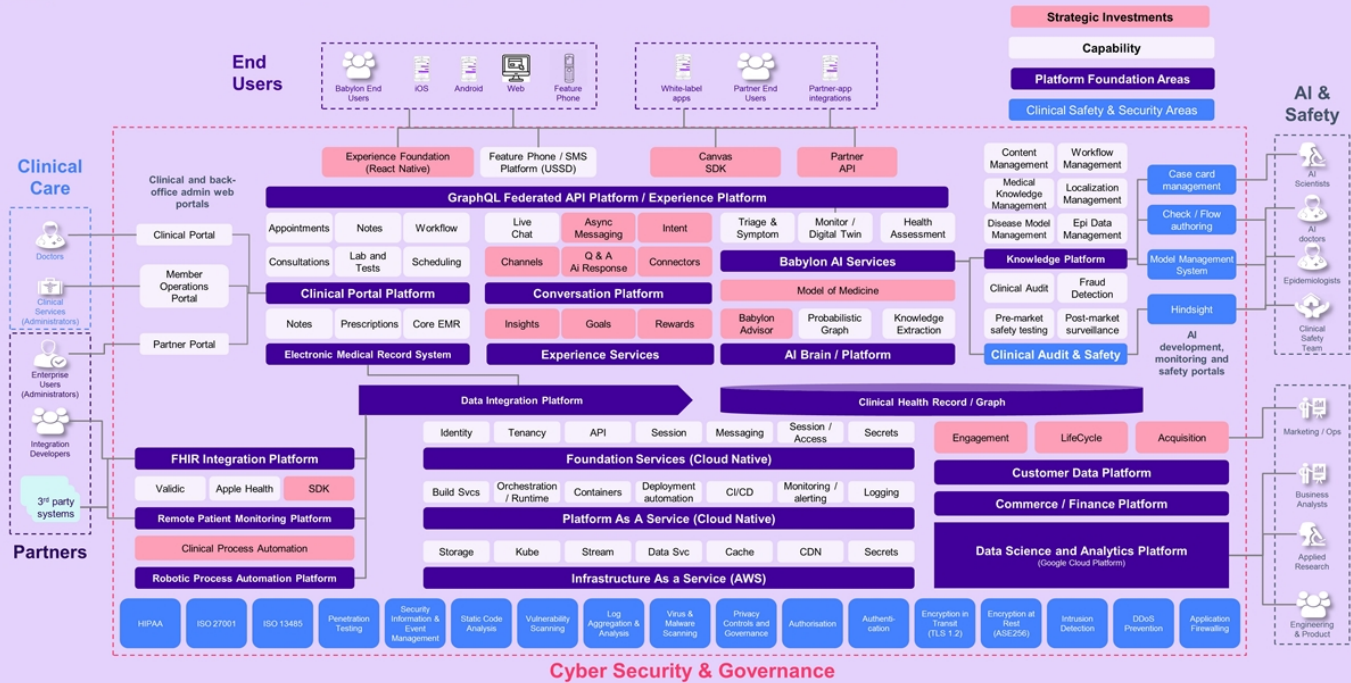 Strategic Investments
Capability
Platform Foundation Areas
Clinical Safety & Security Areas
End
Users
Babylon End
Users
iOS
Android
Web
Feature
Phone
White-label
apps
Partner End
Users
Partner-app
integrations
AI &
Safety
Clinical
Care
Clinical and back-
office admin web
portals
Doctors
Clinical
Services
(Administrators)
Clinical Portal
Member
Operations
Portal
Partner Portal
Enterprise
Users
(Administrators)
Integration
Developers
3rd party
systems
Partners
Experience Foundation
(React Native)
Feature Phone / SMS
Platform (USSD)
Canvas
SDK
Partner
API
GraphQL Federated API Platform / Experience Platform
Appointments
Notes
Workflow
Consultations
Lab and
Tests
Scheduling
Clinical Portal Platform
Notes
Prescriptions
Core EMR
Electronic Medical Record System
Live
Chat
Async
Messaging
Intent
Channels
Q & A
Ai Response
Connectors
Conversation Platform
Insights
Goals
Rewards
Experience Services
Triage &
Symptom
Monitor /
Digital Twin
Health
Assessment
Babylon AI Services
Model of Medicine
Babylon
Advisor
Probabilistic
Graph
Knowledge
Extraction
AI Brain / Platform
Content
Management
Workflow
Management
Medical
Knowledge
Management
Localization
Management
Disease Model
Management
Epi Data
Management
Knowledge Platform
Clinical Audit
Fraud
Detection
Pre-market
safety testing
Post-market
surveillance
Clinical Audit & Safety
Case card
management
Check / Flow
authoring
Model Management
System
Hindsight
AI
development,
monitoring and
safety portals
AI
Scientists
AI
doctors
Epidemiologists
Clinical
Safety
Team
Data Integration Platform
Clinical Health Record / Graph
FHIR Integration Platform
Validic
Apple Health
SDK
Remote Patient Monitoring Platform
Clinical Process Automation
Robotic Process Automation Platform
Identity
Tenancy
API
Session
Messaging
Session /
Access
Secrets
Foundation Services (Cloud Native)
Build Svcs
Orchestration
/ Runtime
Containers
Deployment
automation
CI/CD
Monitoring /
alerting
Logging
Platform As A Service (Cloud Native)
Storage
Kube
Stream
Data Svc
Cache
CDN
Secrets
Infrastructure As a Service (AWS)
Engagement
LifeCycle
Acquisition
Customer Data Platform
Commerce / Finance Platform
Data Science and Analytics Platform
(Google Cloud Platform)
Marketing / Ops
Business
Analysts
Applied
Research
Engineering
& Product
HIPAA
ISO 27001
ISO 13485
Penetration
Testing
Security
Information &
Event
Management
Static Code
Analysis
Vulnerability
Scanning
Log
Aggregation
& Analysis
Virus &
Malware
Scanning
Privacy
Controls and
Governance
Authorisation
Authenti-
cation
Encryption in
Transit
(TLS 1.2)
Encryption at
Rest
(ASE256)
Intrusion
Detection
DDoS
Prevention
Application
Firewalling
Cyber Security & Governance